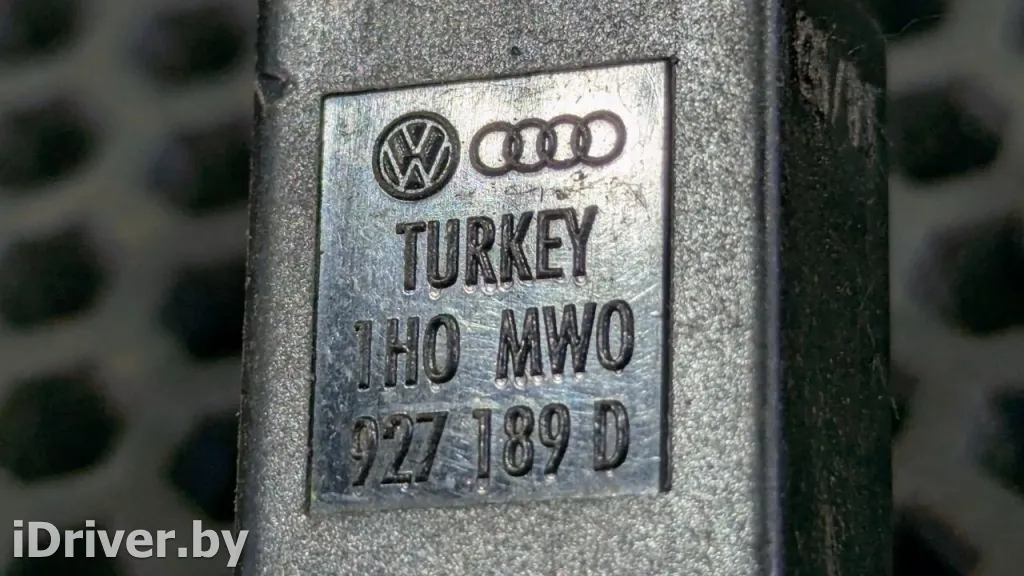 TURKEY
1H0 MW0
927 189 D
iDriver.by